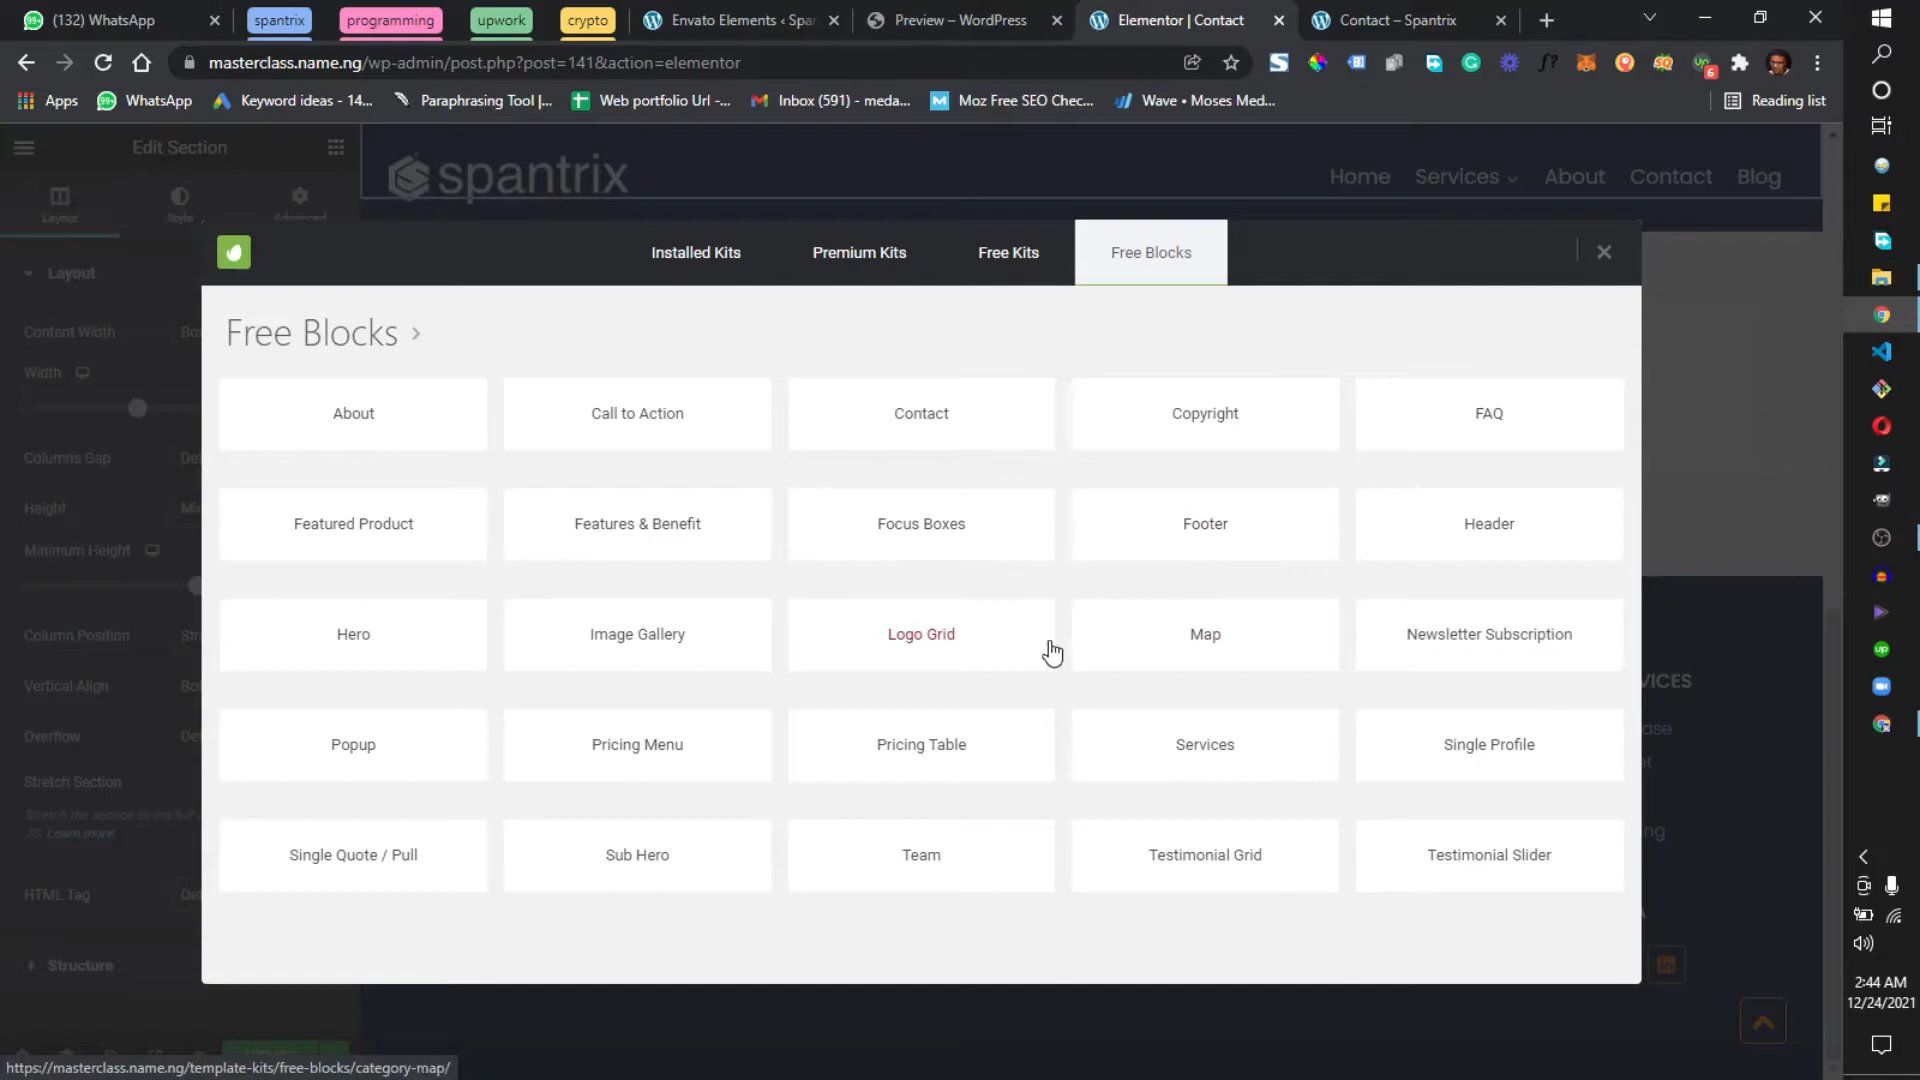 (132) WhatsApp
spantrix
programming
upwork
crypto
Envato Elements ‹ Spar
Preview – WordPress
Elementor | Contact
Contact – Spantrix
masterclass.name.ng/wp-admin/post.php?post=141&action=elementor
Apps
WhatsApp
Keyword ideas - 14...
Paraphrasing Tool |...
Web portfolio Url -...
Inbox (591) - meda...
Moz Free SEO Chec...
Wave • Moses Med...
Reading list
Edit Section
Layout
Style
Advanced
spantrix
Home
Services
About
Contact
Blog
Installed Kits
Premium Kits
Free Kits
Free Blocks
Layout
Content Width
Width
Columns Gap
Height
Minimum Height
Column Position
Vertical Align
Overflow
Stretch Section
Learn more.
HTML Tag
Structure
Free Blocks ›
About
Call to Action
Contact
Copyright
FAQ
Featured Product
Features & Benefit
Focus Boxes
Footer
Header
Hero
Image Gallery
Logo Grid
Map
Newsletter Subscription
Popup
Pricing Menu
Pricing Table
Services
Single Profile
Single Quote / Pull
Sub Hero
Team
Testimonial Grid
Testimonial Slider
2:44 AM
12/24/2021
https://masterclass.name.ng/template-kits/free-blocks/category-map/